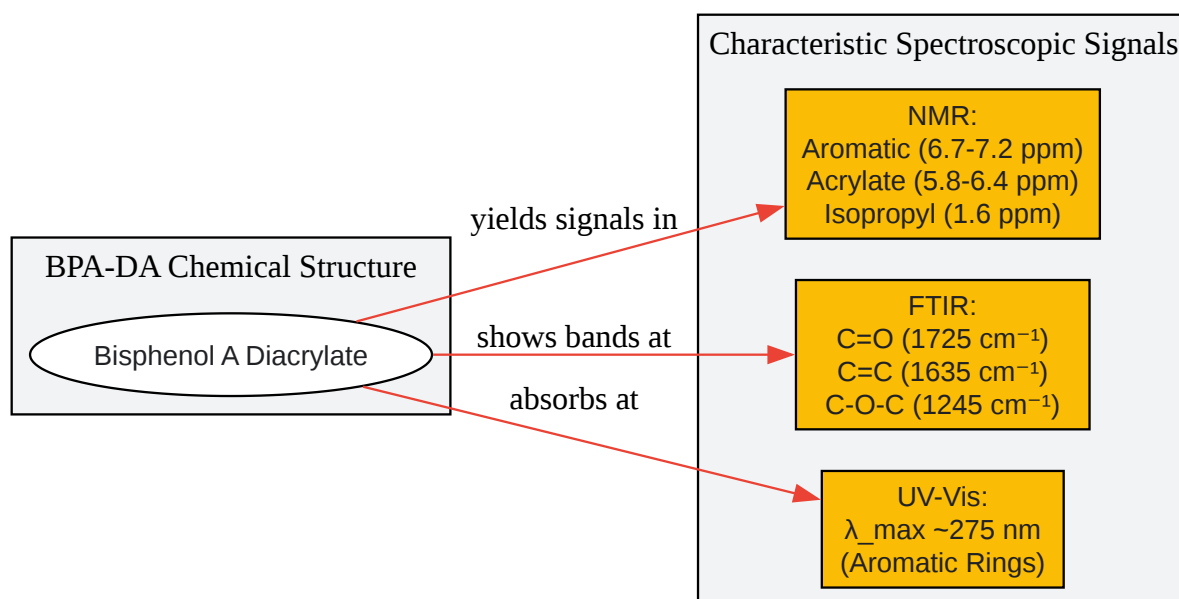 Characteristic Spectroscopic Signals
NMR:
Aromatic (6.7-7.2 ppm)
Acrylate (5.8-6.4 ppm)
Isopropyl (1.6 ppm)
yields signals in
BPA-DA Chemical Structure
Bisphenol A Diacrylate
shows bands at
FTIR:
C=O (1725 cm⁻¹)
C=C (1635 cm⁻¹)
C-O-C (1245 cm⁻¹)
absorbs at
UV-Vis:
λ_max ~275 nm
(Aromatic Rings)